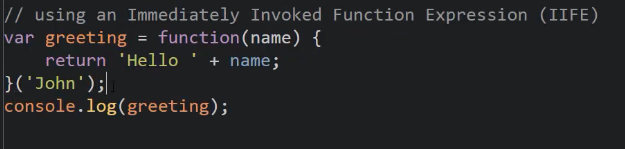 // using an Immediately Invoked Function Expression (IIFE)
var greeting = function(name) {
    return 'Hello ' + name;
}('John');
console.log(greeting);